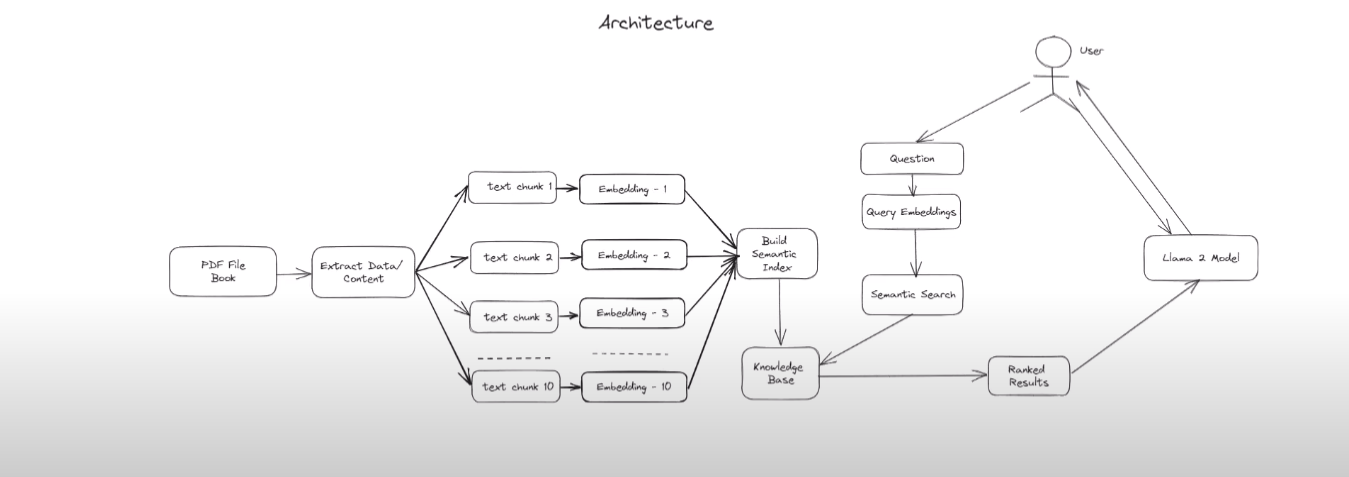 Architecture
User
Question
Query Embeddings
Semantic Search
PDF File
Book
Extract Data/
Content
text chunk 1
Embedding - 1
text chunk 2
Embedding - 2
text chunk 3
Embedding - 3
text chunk 10
Embedding - 10
Build
Semantic
Index
Knowledge
Base
Ranked
Results
Llama 2 Model